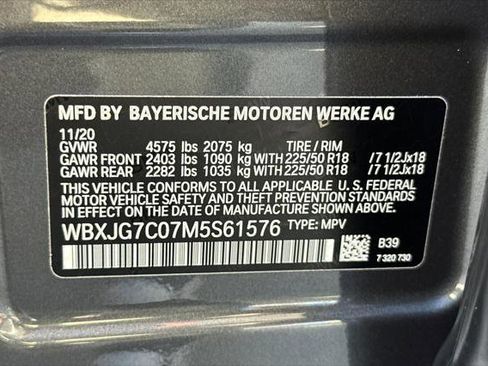 MFD BY BAYERISCHE MOTOREN WERKE AG
11/20
GVWR 4575 lbs 2075 kg TIRE / RIM
GAWR FRONT 2403 lbs 1090 kg WITH 225/50 R18 /7 1/2Jx18
GAWR REAR 2282 lbs 1035 kg WITH 225/50 R18 /7 1/2Jx18
THIS VEHICLE CONFORMS TO ALL APPLICABLE U.S. FEDERAL
MOTOR VEHICLE SAFETY AND THEFT PREVENTION STANDARDS
IN EFFECT ON THE DATE OF MANUFACTURE SHOWN ABOVE.
WBXJG7C07M5S61576 TYPE: MPV
B39
7 320 730